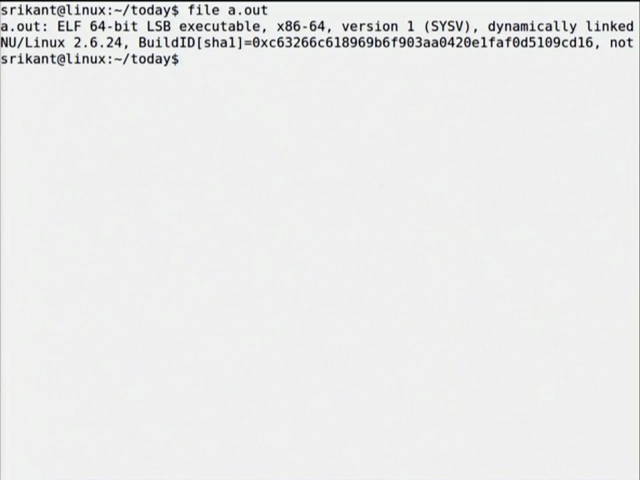 srikant@linux:~/today$ file a.out
a.out: ELF 64-bit LSB executable, x86-64, version 1 (SYSV), dynamically linked
NU/Linux 2.6.24, BuildID[sha1]=0xc63266c618969b6f903aa0420e1faf0d5109cd16, not
srikant@linux:~/today$